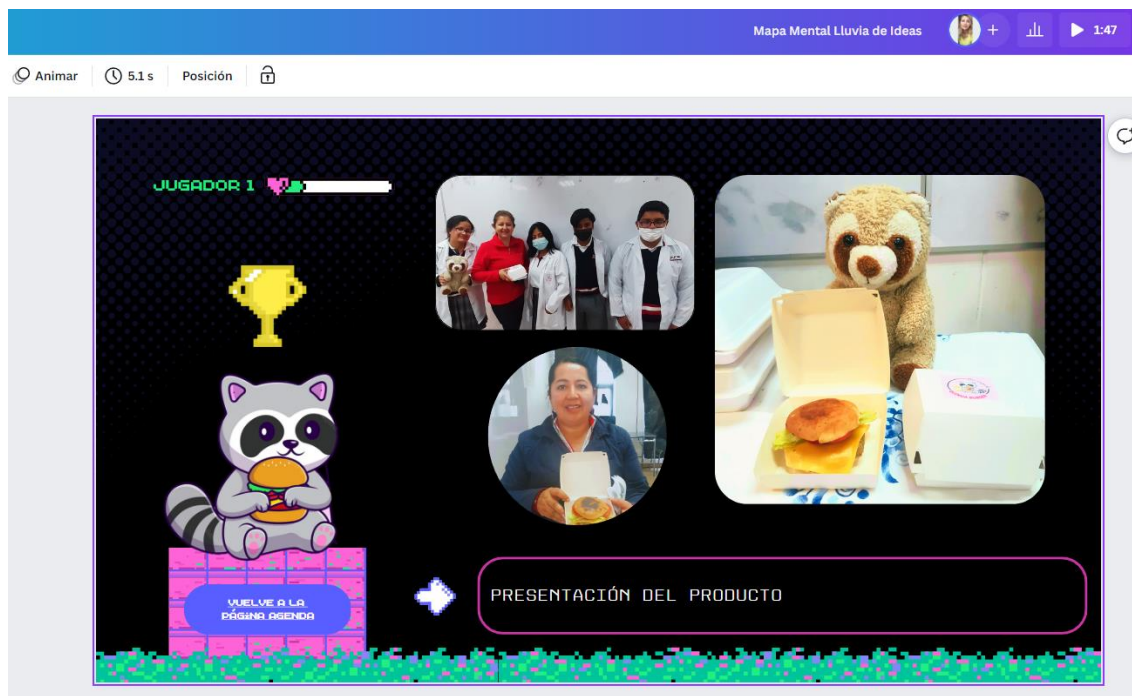 Mapa Mental Lluvia de Ideas
+
1:47
Animar
5.1 s
Posición
JUGADOR 1
VUELVE A LA
PÁGINA AGENDA
PRESENTACIÓN DEL PRODUCTO